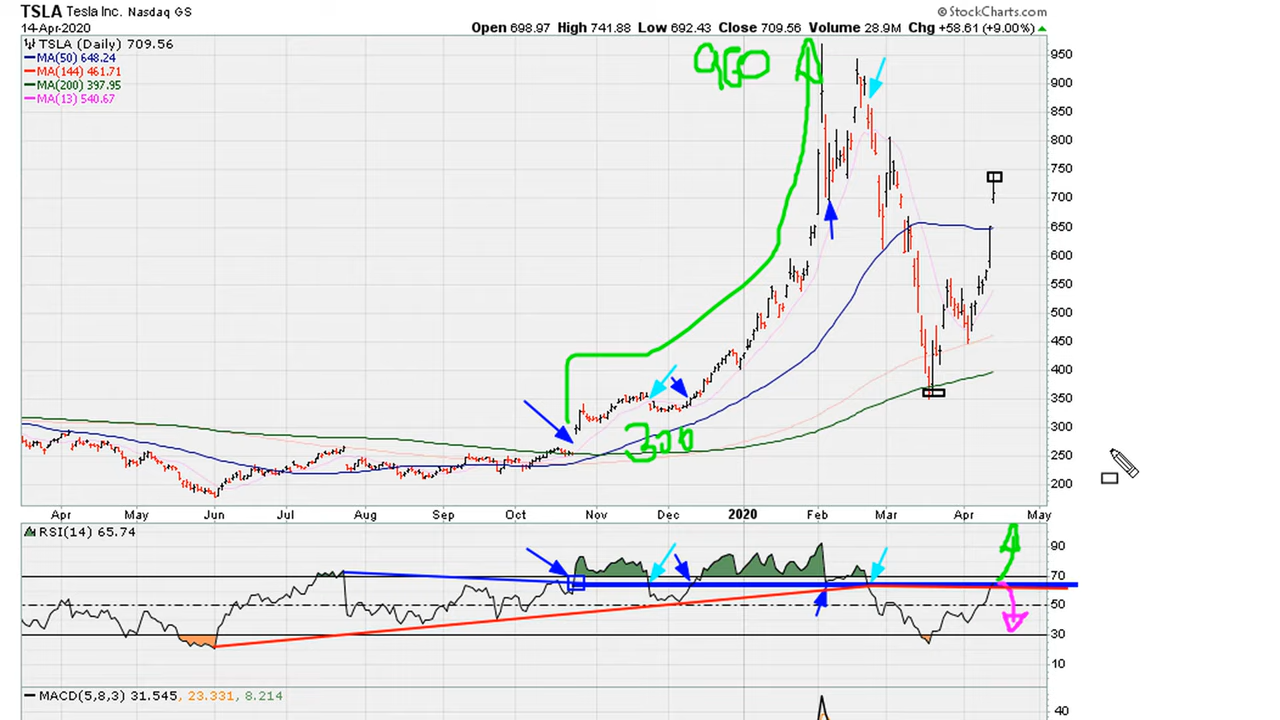 TSLA Tesla Inc. Nasdaq GS
© StockCharts.com
14-Apr-2020
Open 698.97 High 741.88 Low 692.43 Close 709.56 Volume 28.9M Chg +58.61 (+9.00%)
TSLA (Daily) 709.56
MA(50) 648.24
MA(144) 461.71
MA(200) 397.95
MA(13) 540.67
960
950
900
850
800
750
700
650
600
550
500
450
400
350
300
250
200
300
Apr May Jun Jul Aug Sep Oct Nov Dec 2020 Feb Mar Apr May
RSI(14) 65.74
90
70
50
30
10
MACD(5,8,3) 31.545, 23.331, 8.214
40